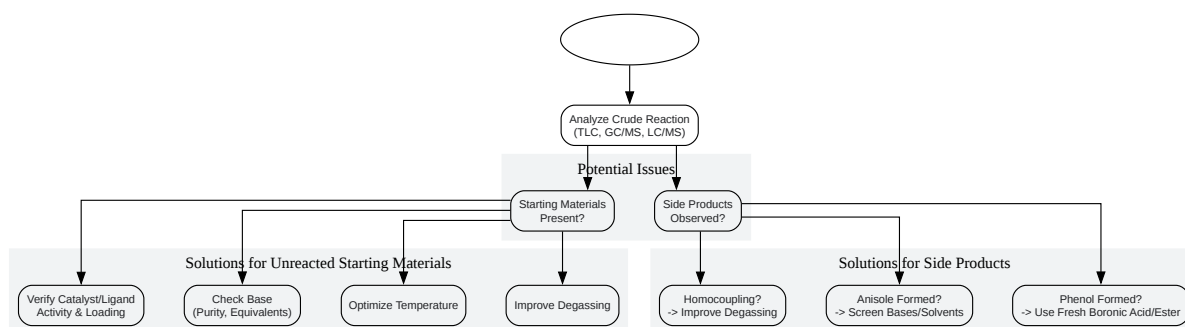 Analyze Crude Reaction
(TLC, GC/MS, LC/MS)
Potential Issues
Starting Materials
Present?
Side Products
Observed?
Solutions for Unreacted Starting Materials
Solutions for Side Products
Verify Catalyst/Ligand
Activity & Loading
Check Base
(Purity, Equivalents)
Optimize Temperature
Improve Degassing
Homocoupling?
-> Improve Degassing
Anisole Formed?
-> Screen Bases/Solvents
Phenol Formed?
-> Use Fresh Boronic Acid/Ester